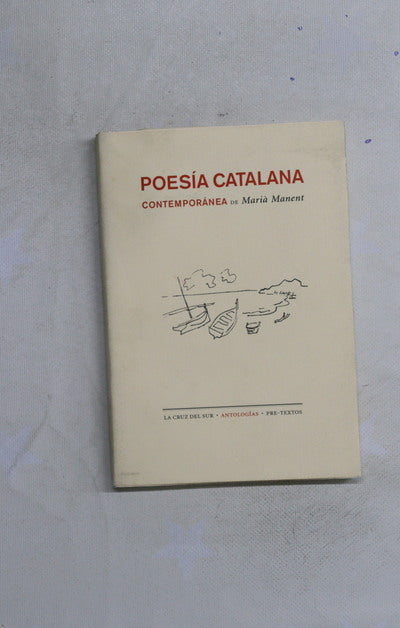 POESÍA CATALANA
CONTEMPORÁNEA DE Marià Manent
LA CRUZ DEL SUR • ANTOLOGÍAS • PRE-TEXTOS